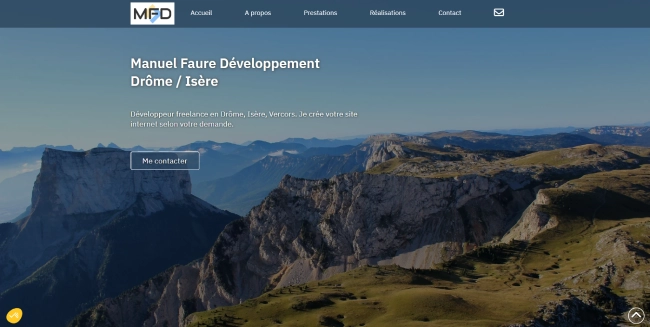 MFD
Accueil
A propos
Prestations
Réalisations
Contact
Manuel Faure Développement
Drôme / Isère
Développeur freelance en Drôme, Isère, Vercors. Je crée votre site
internet selon votre demande.
Me contacter